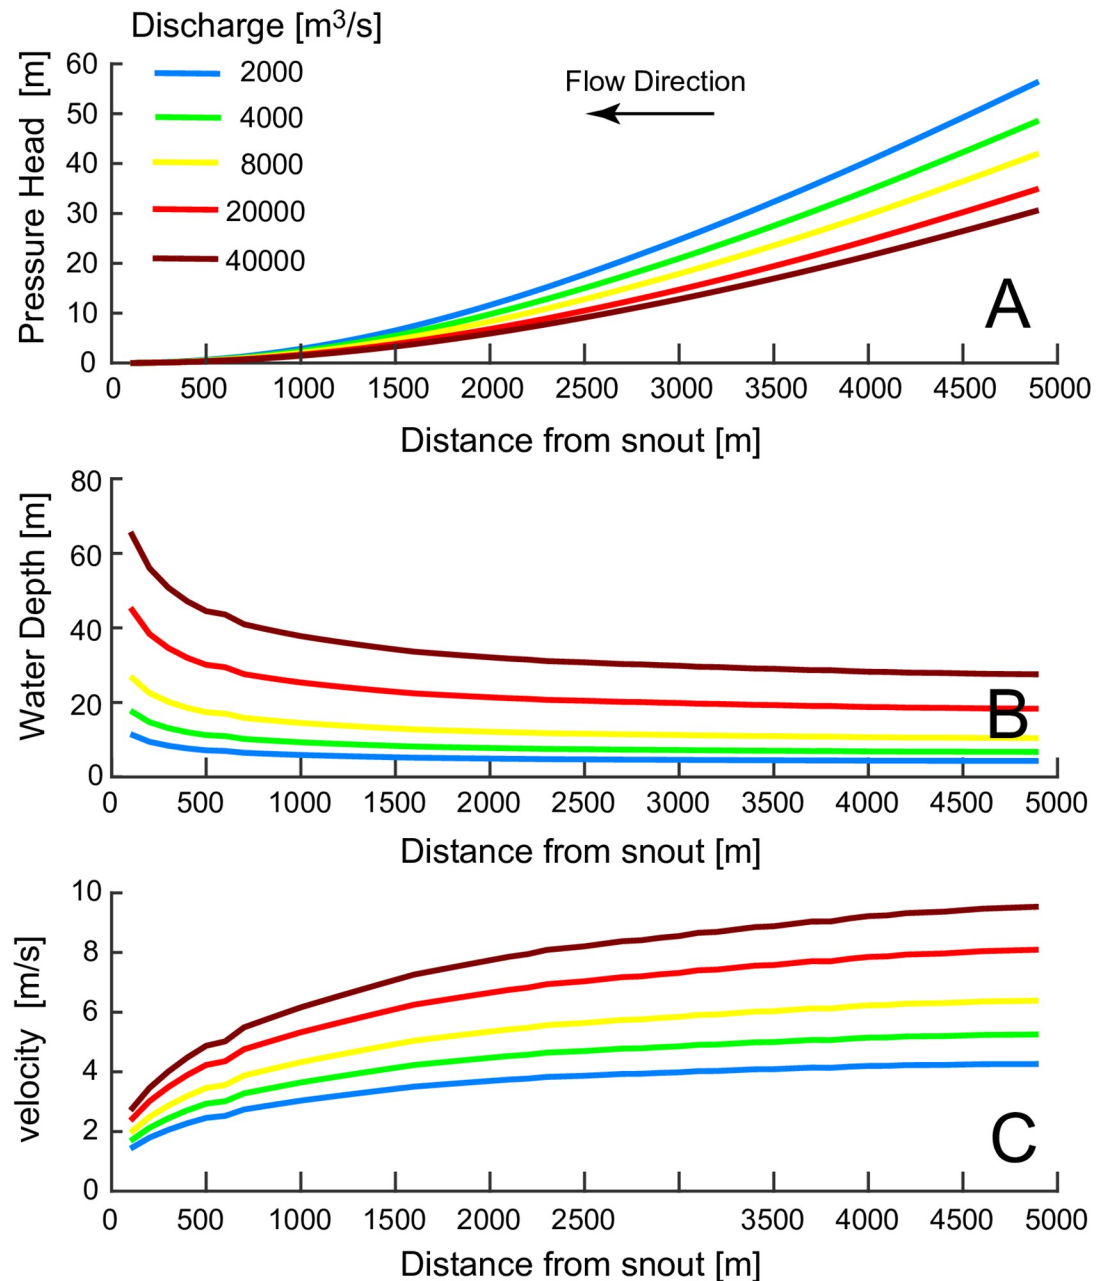 Discharge [m³/s]
2000
4000
8000
20000
40000
Flow Direction
Pressure Head [m]
60
50
40
30
20
10
0
0 500 1000 1500 2000 2500 3000 3500 4000 4500 5000
Distance from snout [m]
A
Water Depth [m]
80
60
40
20
0
0 500 1000 1500 2000 2500 3000 3500 4000 4500 5000
Distance from snout [m]
B
velocity [m/s]
10
8
6
4
2
0
0 500 1000 1500 2000 2500 3500 4000 4500 5000
Distance from snout [m]
C